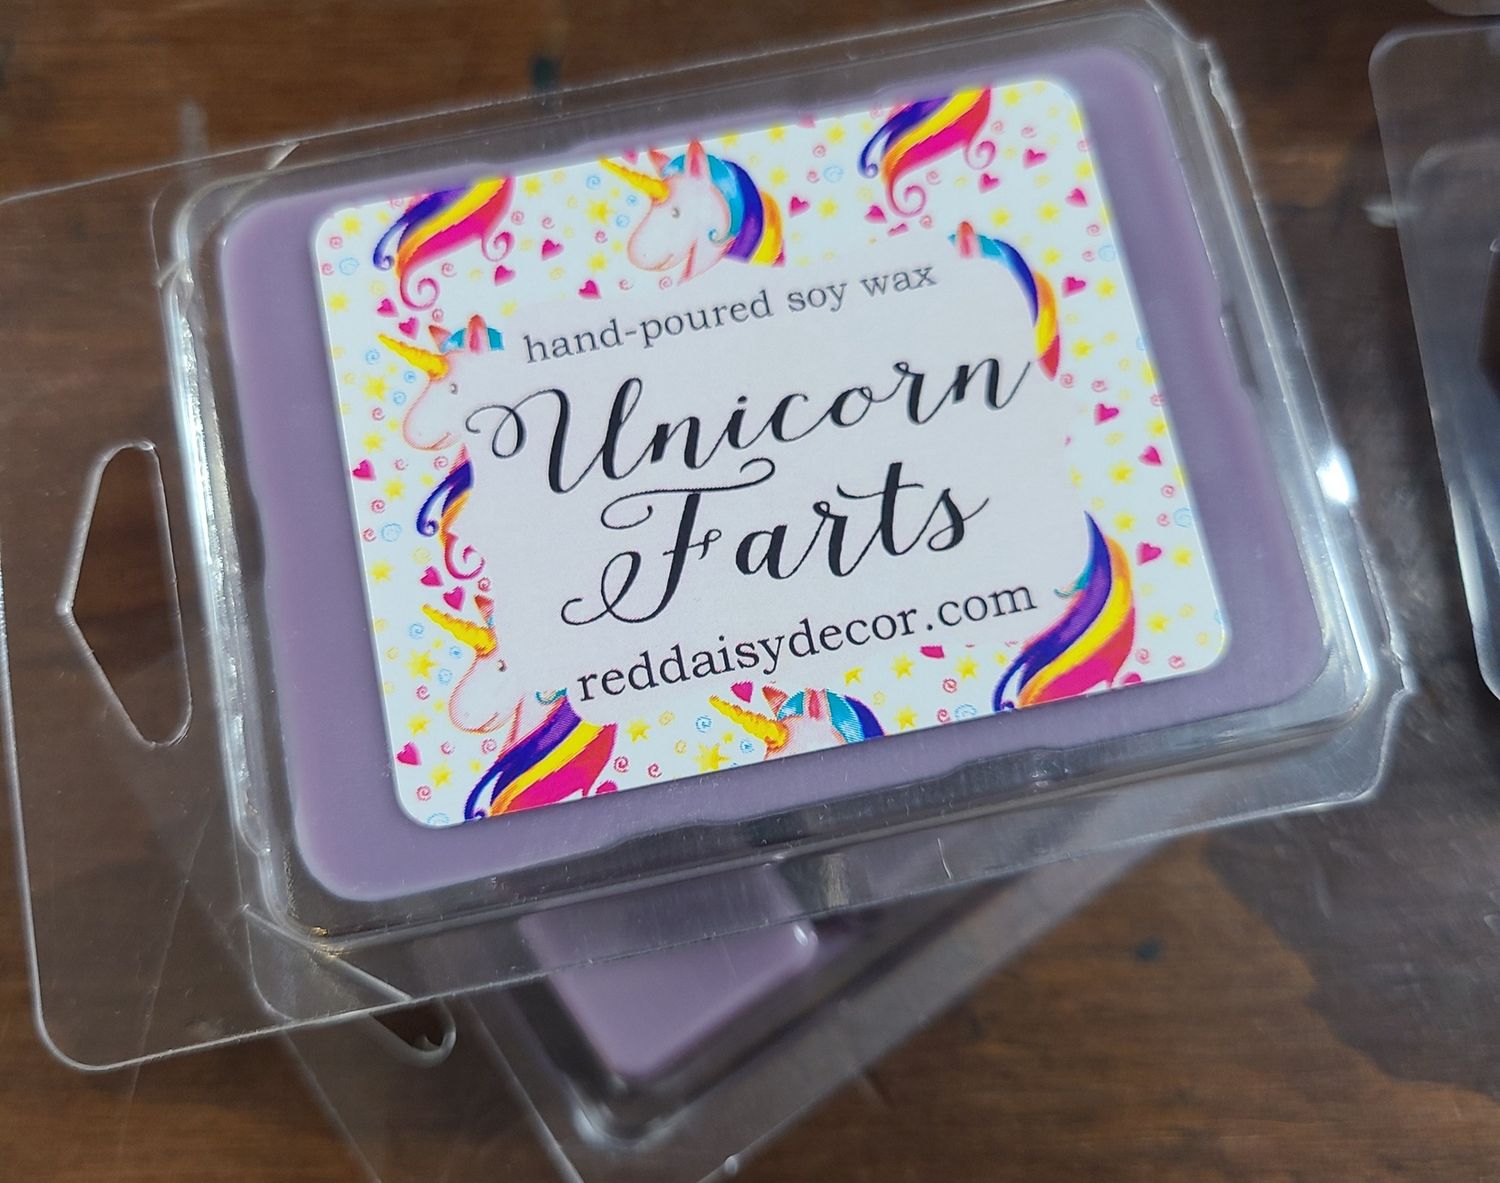 hand-poured soy wax
Unicorn
Farts
reddaisydecor.com